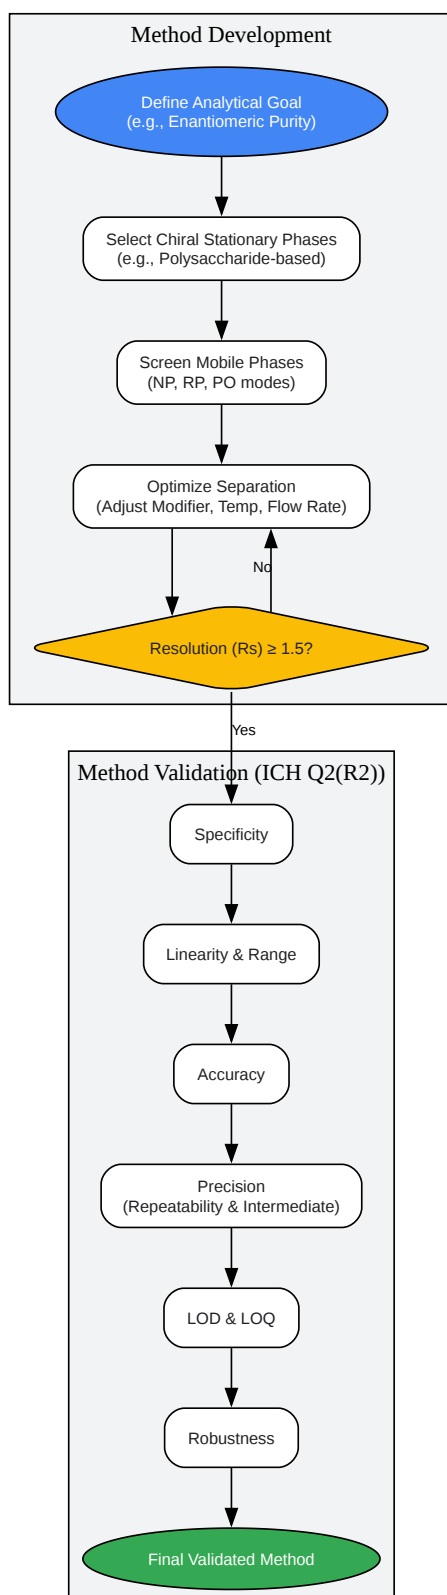 Method Development
Define Analytical Goal
(e.g., Enantiomeric Purity)
Select Chiral Stationary Phases
(e.g., Polysaccharide-based)
Screen Mobile Phases
(NP, RP, PO modes)
Optimize Separation
(Adjust Modifier, Temp, Flow Rate)
No
Resolution (Rs) ≥ 1.5?
Yes
Method Validation (ICH Q2(R2))
Specificity
Linearity & Range
Accuracy
Precision
(Repeatability & Intermediate)
LOD & LOQ
Robustness
Final Validated Method